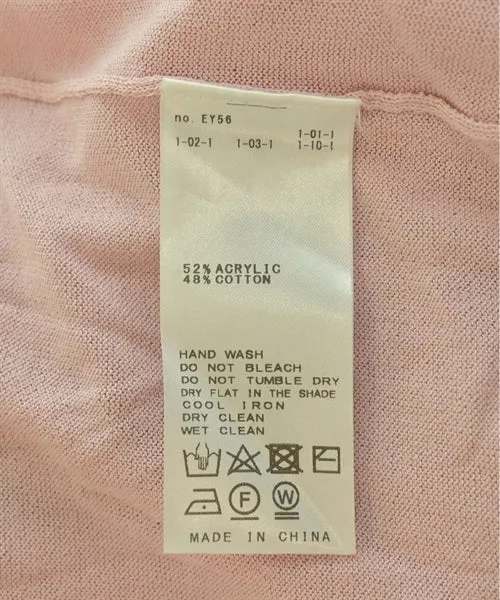 no. EY56
1-01-1
1-02-1 1-03-1 1-10-1
52% ACRYLIC
48% COTTON
HAND WASH
DO NOT BLEACH
DO NOT TUMBLE DRY
DRY FLAT IN THE SHADE
COOL IRON
DRY CLEAN
WET CLEAN
F W
MADE IN CHINA